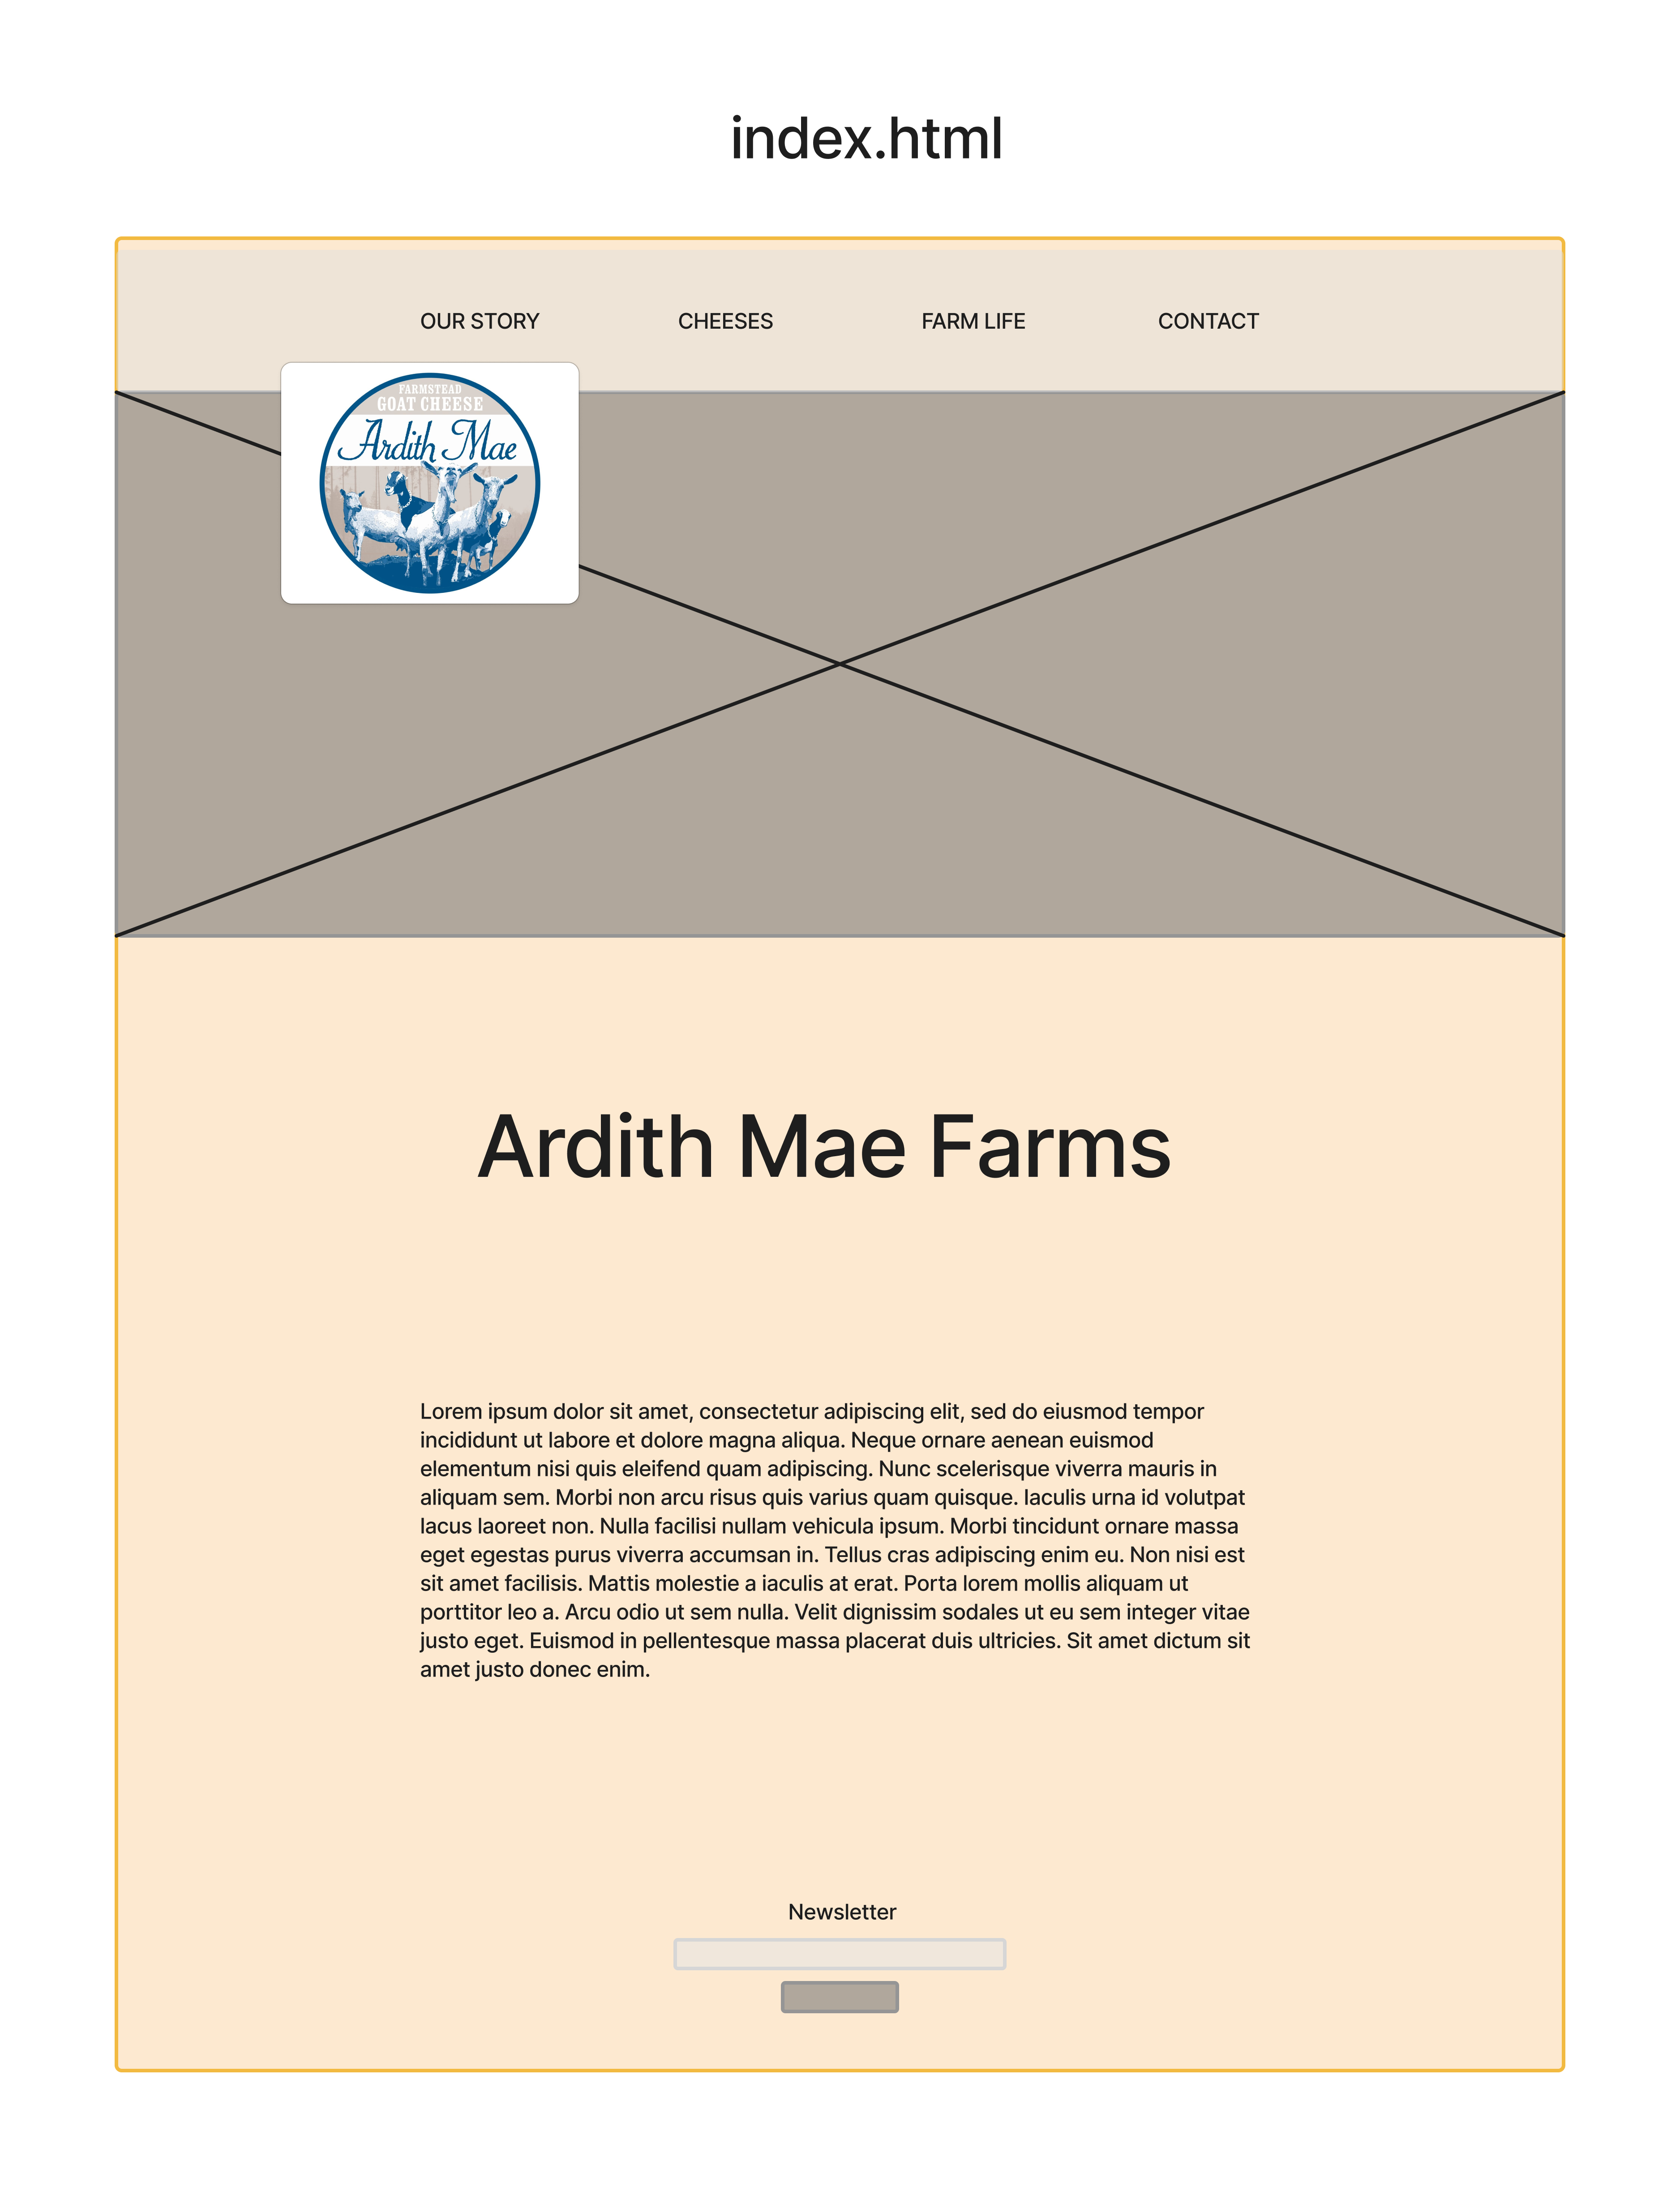 index.html
OUR STORY CHEESES FARM LIFE CONTACT
FARMSTEAD
GOAT CHEESE
Ardith Mae
Ardith Mae Farms
Lorem ipsum dolor sit amet, consectetur adipiscing elit, sed do eiusmod tempor
incididunt ut labore et dolore magna aliqua. Neque ornare aenean euismod
elementum nisi quis eleifend quam adipiscing. Nunc scelerisque viverra mauris in
aliquam sem. Morbi non arcu risus quis varius quam quisque. Iaculis urna id volutpat
lacus laoreet non. Nulla facilisi nullam vehicula ipsum. Morbi tincidunt ornare massa
eget egestas purus viverra accumsan in. Tellus cras adipiscing enim eu. Non nisi est
sit amet facilisis. Mattis molestie a iaculis at erat. Porta lorem mollis aliquam ut
porttitor leo a. Arcu odio ut sem nulla. Velit dignissim sodales ut eu sem integer vitae
justo eget. Euismod in pellentesque massa placerat duis ultricies. Sit amet dictum sit
amet justo donec enim.
Newsletter